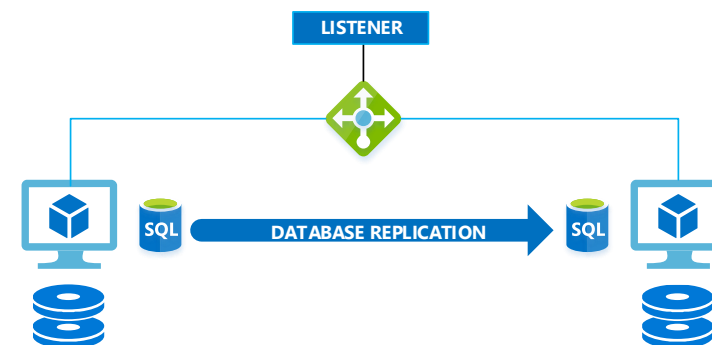 LISTENER
SQL
DATABASE REPLICATION
SQL